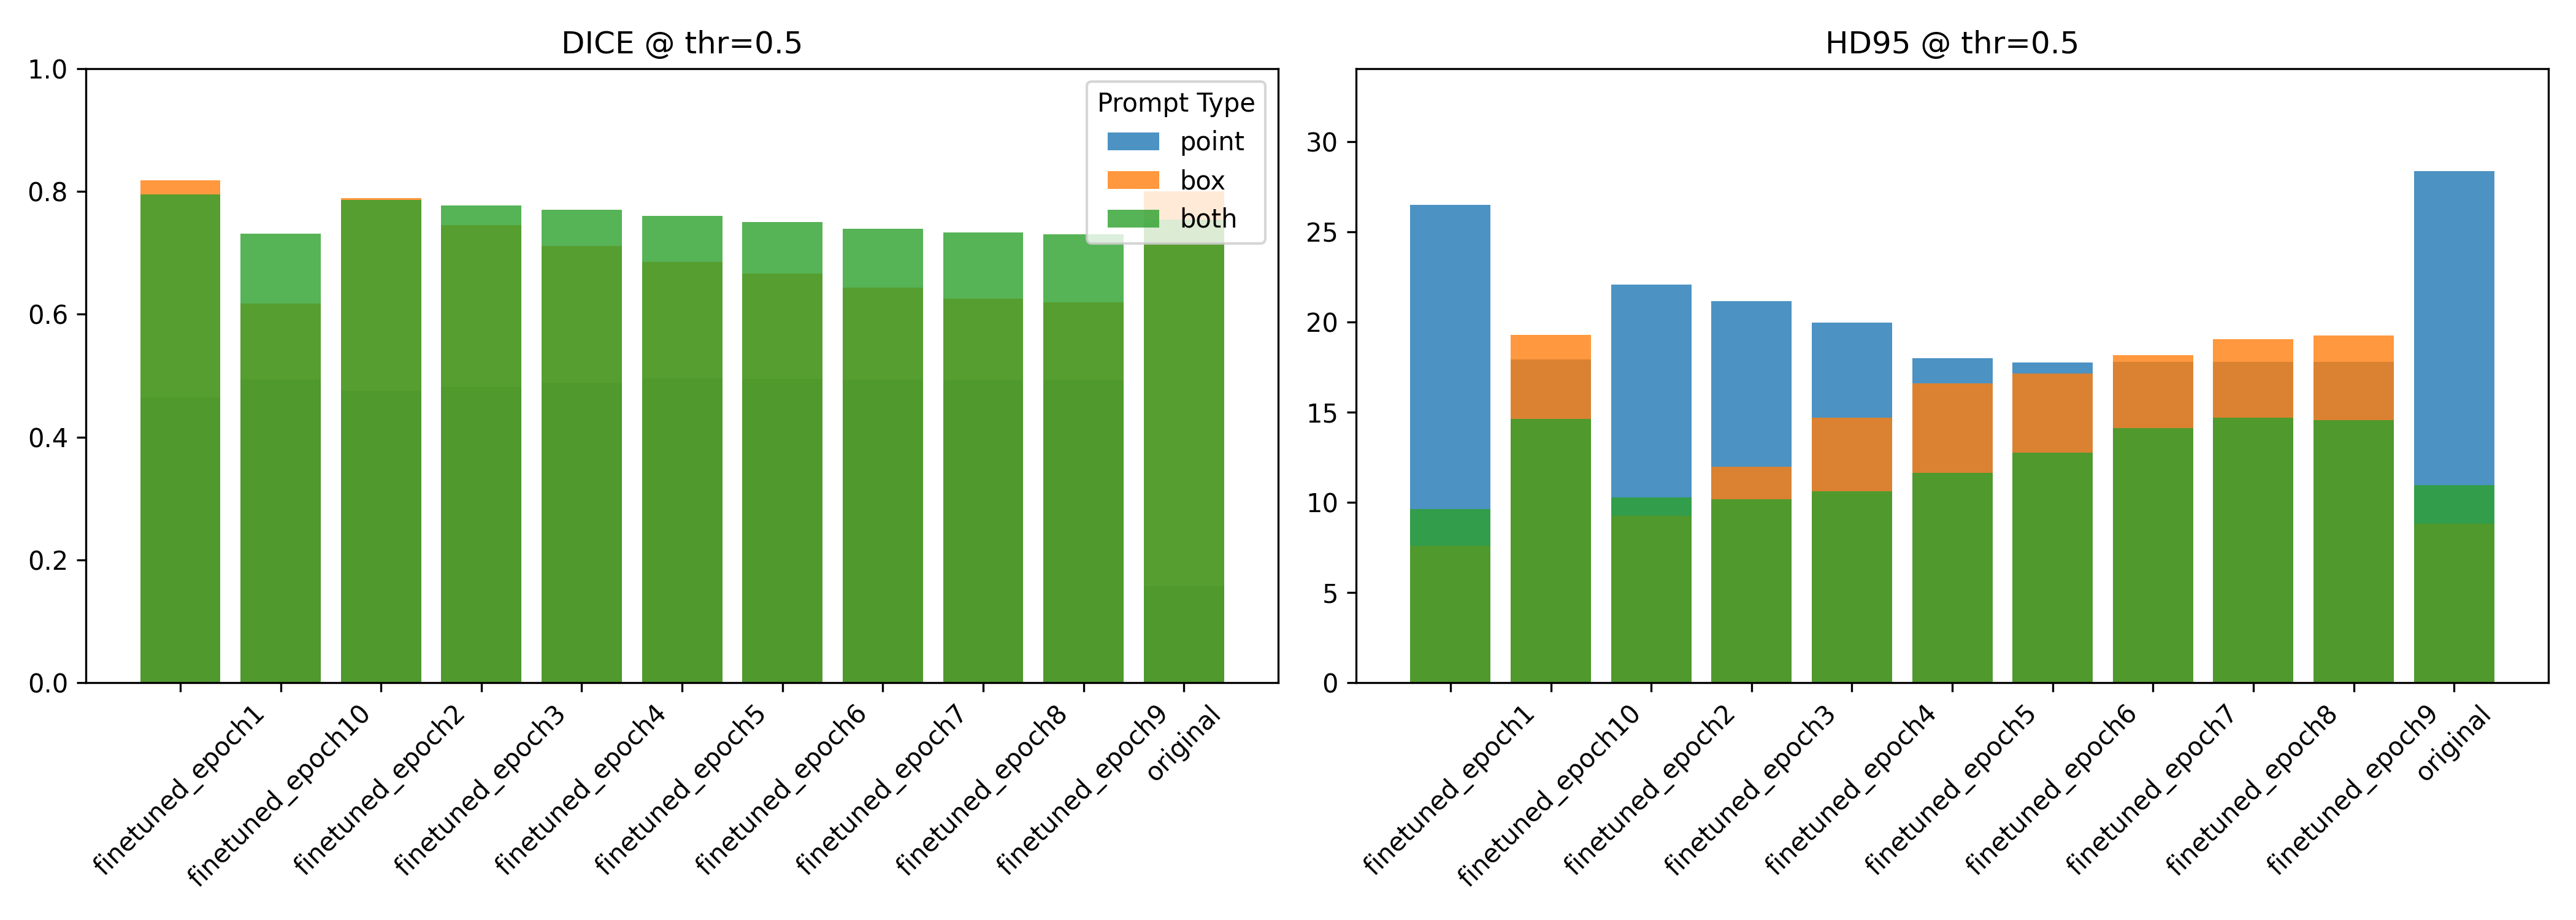 DICE @ thr=0.5
1.0
0.8
0.6
0.4
0.2
0.0
Prompt Type
point
box
both
finetuned_epoch1
finetuned_epoch10
finetuned_epoch2
finetuned_epoch3
finetuned_epoch4
finetuned_epoch5
finetuned_epoch6
finetuned_epoch7
finetuned_epoch8
finetuned_epoch9
original
HD95 @ thr=0.5
30
25
20
15
10
5
0
finetuned_epoch1
finetuned_epoch10
finetuned_epoch2
finetuned_epoch3
finetuned_epoch4
finetuned_epoch5
finetuned_epoch6
finetuned_epoch7
finetuned_epoch8
finetuned_epoch9
original